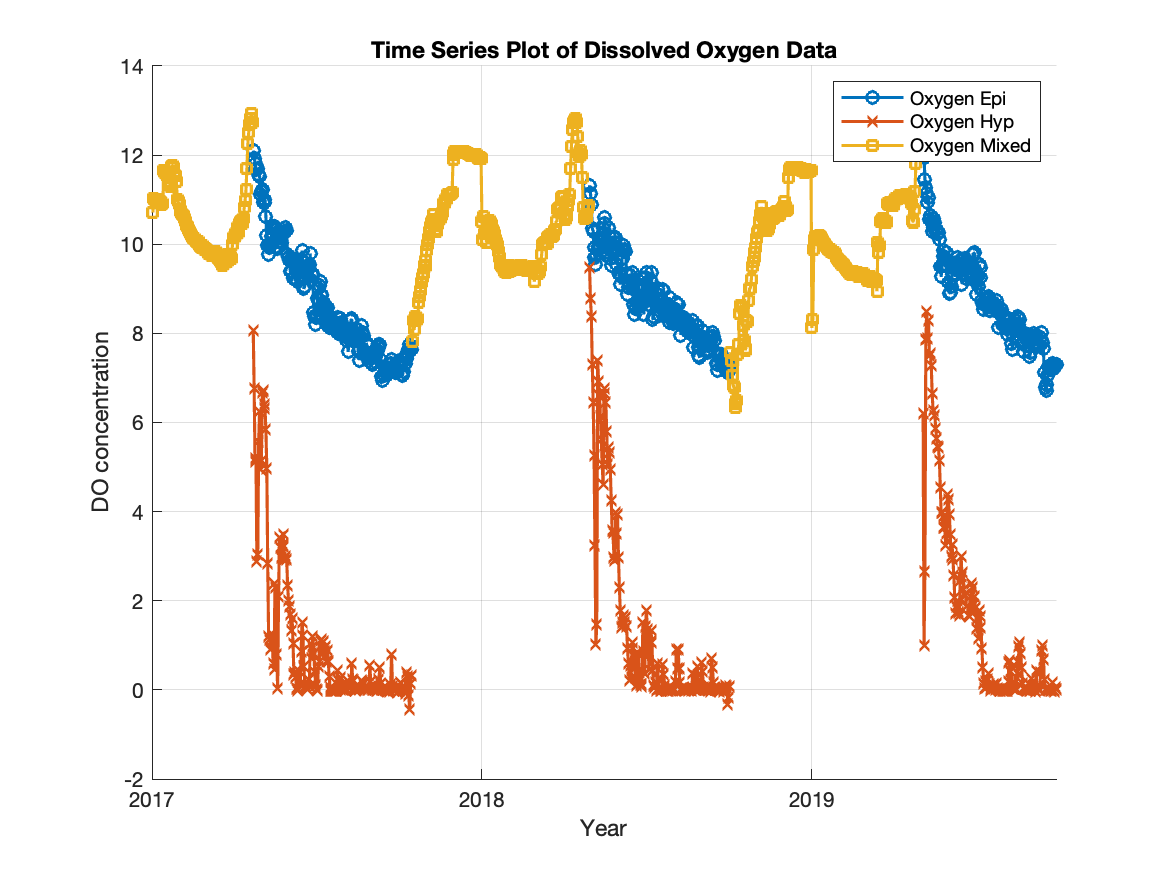 Time Series Plot of Dissolved Oxygen Data
14
12
10
8
6
4
2
0
-2
DO concentration
Oxygen Epi
Oxygen Hyp
Oxygen Mixed
2017
2018
2019
Year